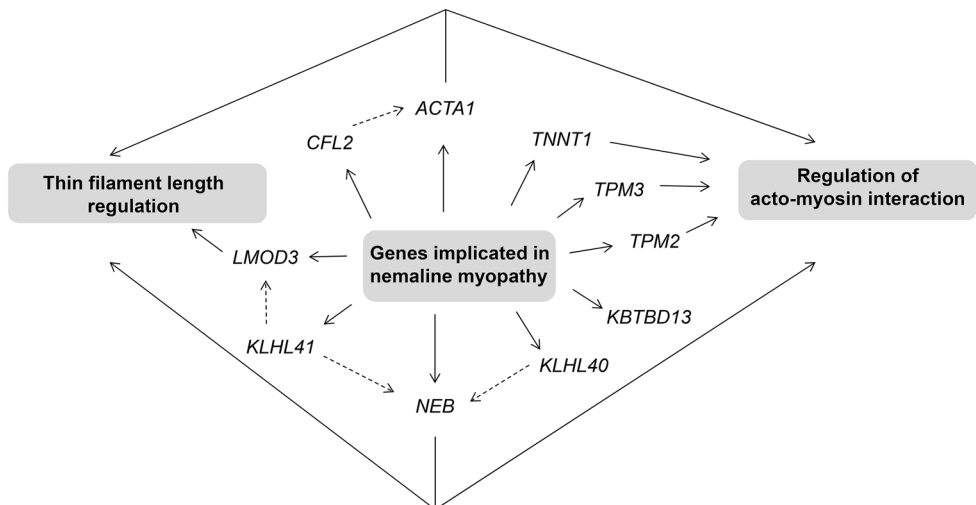 ACTA1
CFL2
TNNT1
Thin filament length
regulation
TPM3
Regulation of
acto-myosin interaction
TPM2
LMOD3
Genes implicated in
nemaline myopathy
KBTBD13
KLHL41
KLHL40
NEB